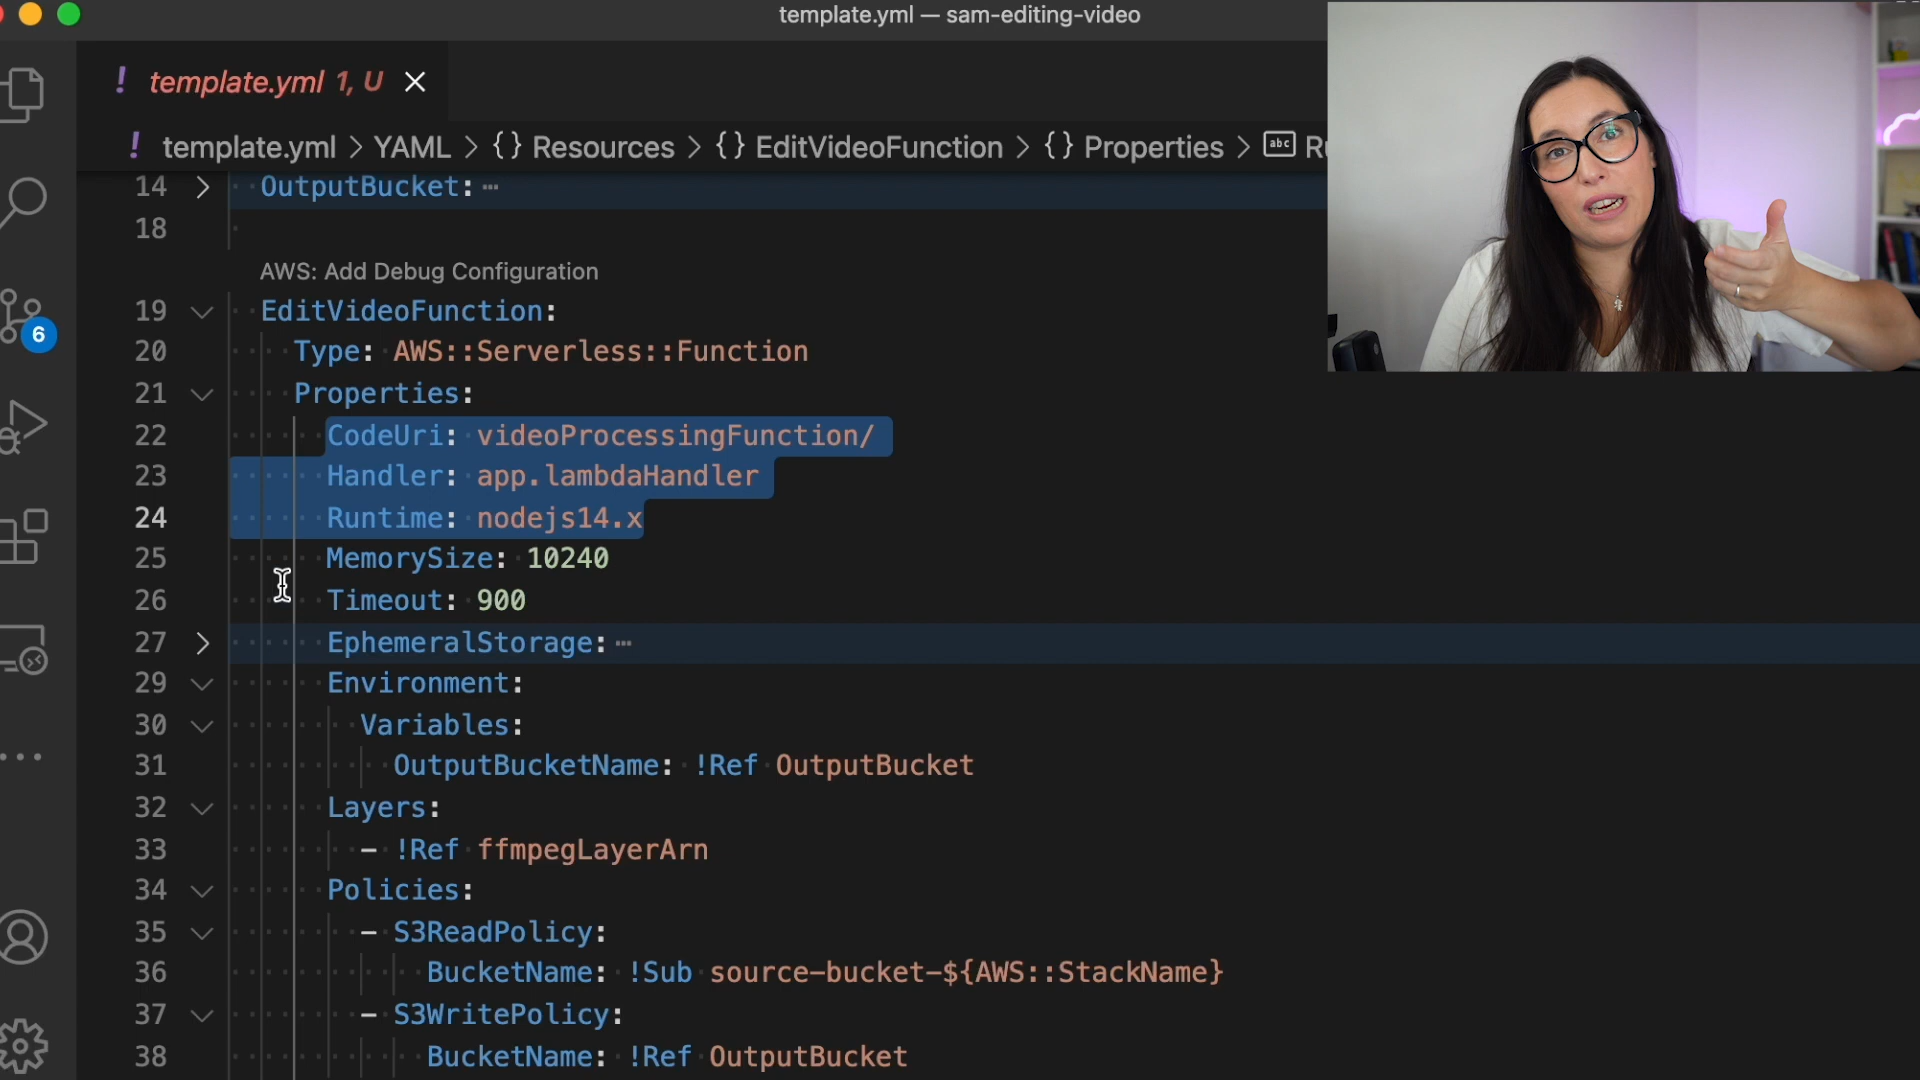 template.yml — sam-editing-video
! template.yml 1, U
! template.yml > YAML > {} Resources > {} EditVideoFunction > {} Properties > abc Ru
14 OutputBucket: ⋯
18
AWS: Add Debug Configuration
19 EditVideoFunction:
20 Type: AWS::Serverless::Function
21 Properties:
22 CodeUri: videoProcessingFunction/
23 Handler: app.lambdaHandler
24 Runtime: nodejs14.x
25 MemorySize: 10240
26 Timeout: 900
27 EphemeralStorage: ⋯
29 Environment:
30 Variables:
31 OutputBucketName: !Ref OutputBucket
32 Layers:
33 - !Ref ffmpegLayerArn
34 Policies:
35 - S3ReadPolicy:
36 BucketName: !Sub source-bucket-${AWS::StackName}
37 - S3WritePolicy:
38 BucketName: !Ref OutputBucket
6